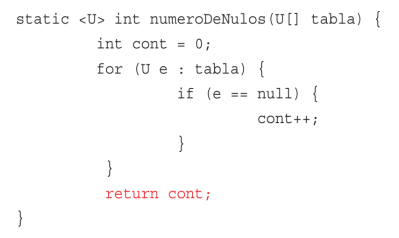 static <U> int numeroDeNulos(U[] tabla) {
int cont = 0;
for (U e : tabla) {
if (e == null) {
cont++;
}
}
return cont;
}